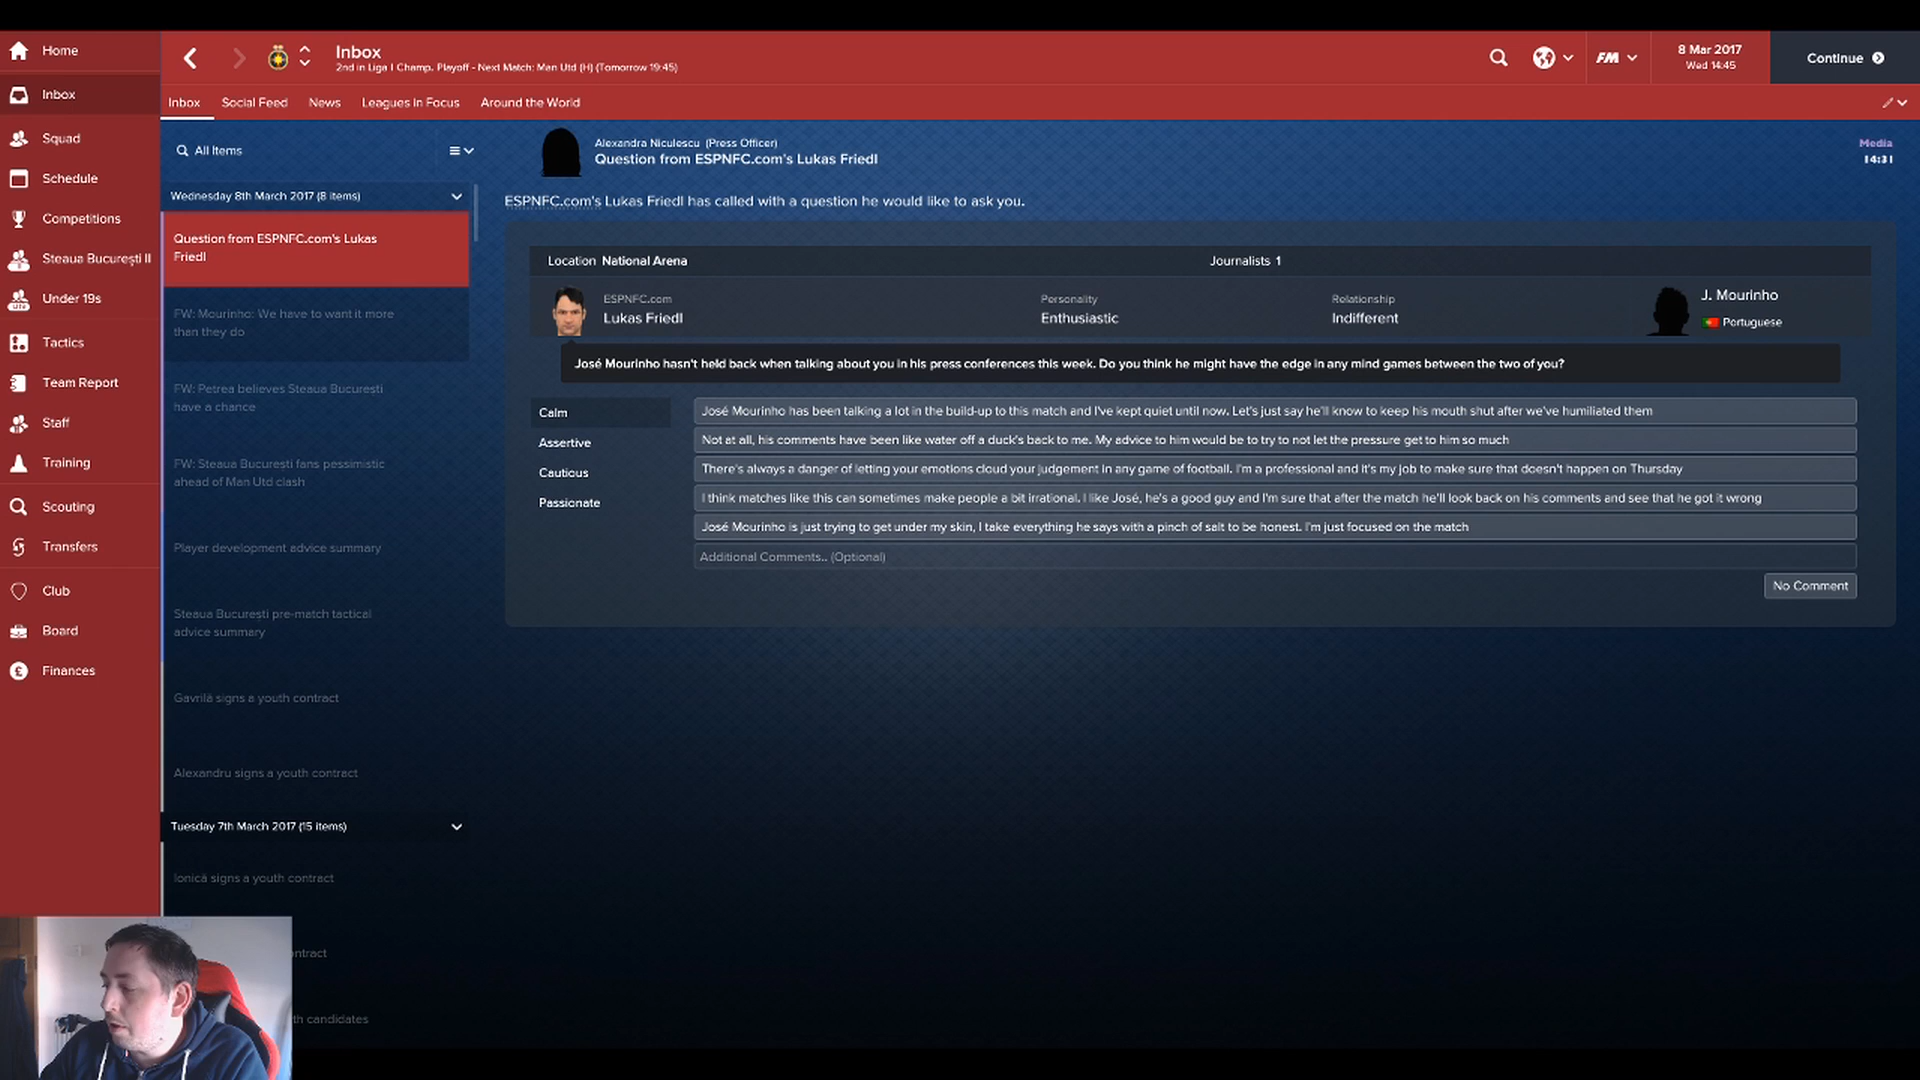 Home
Inbox
Squad
Schedule
Competitions
Steaua Bucureşti II
Under 19s
Tactics
Team Report
Staff
Training
Scouting
Transfers
Club
Board
Finances
Inbox
2nd in Liga I Champ. Playoff - Next Match: Man Utd (H) (Tomorrow 19:45)
FM
8 Mar 2017
Wed 14:45
Continue
Inbox
Social Feed
News
Leagues In Focus
Around the World
All Items
Wednesday 8th March 2017 (8 items)
Question from ESPNFC.com's Lukas
Friedl
FW: Mourinho: We have to want it more
than they do
FW: Petrea believes Steaua Bucureşti
have a chance
FW: Steaua Bucureşti fans pessimistic
ahead of Man Utd clash
Player development advice summary
Steaua Bucureşti pre-match tactical
advice summary
Gavrilă signs a youth contract
Alexandru signs a youth contract
Tuesday 7th March 2017 (15 items)
Ionică signs a youth contract
ontract
th candidates
Alexandra Niculescu (Press Officer)
Question from ESPNFC.com's Lukas Friedl
Media
14:31
ESPNFC.com's Lukas Friedl has called with a question he would like to ask you.
Location National Arena
Journalists 1
ESPNFC.com
Lukas Friedl
Personality
Enthusiastic
Relationship
Indifferent
J. Mourinho
Portuguese
José Mourinho hasn't held back when talking about you in his press conferences this week. Do you think he might have the edge in any mind games between the two of you?
Calm
Assertive
Cautious
Passionate
José Mourinho has been talking a lot in the build-up to this match and I've kept quiet until now. Let's just say he'll know to keep his mouth shut after we've humiliated them
Not at all, his comments have been like water off a duck's back to me. My advice to him would be to try to not let the pressure get to him so much
There's always a danger of letting your emotions cloud your judgement in any game of football. I'm a professional and it's my job to make sure that doesn't happen on Thursday
I think matches like this can sometimes make people a bit irrational. I like José, he's a good guy and I'm sure that after the match he'll look back on his comments and see that he got it wrong
José Mourinho is just trying to get under my skin, I take everything he says with a pinch of salt to be honest. I'm just focused on the match
Additional Comments.. (Optional)
No Comment